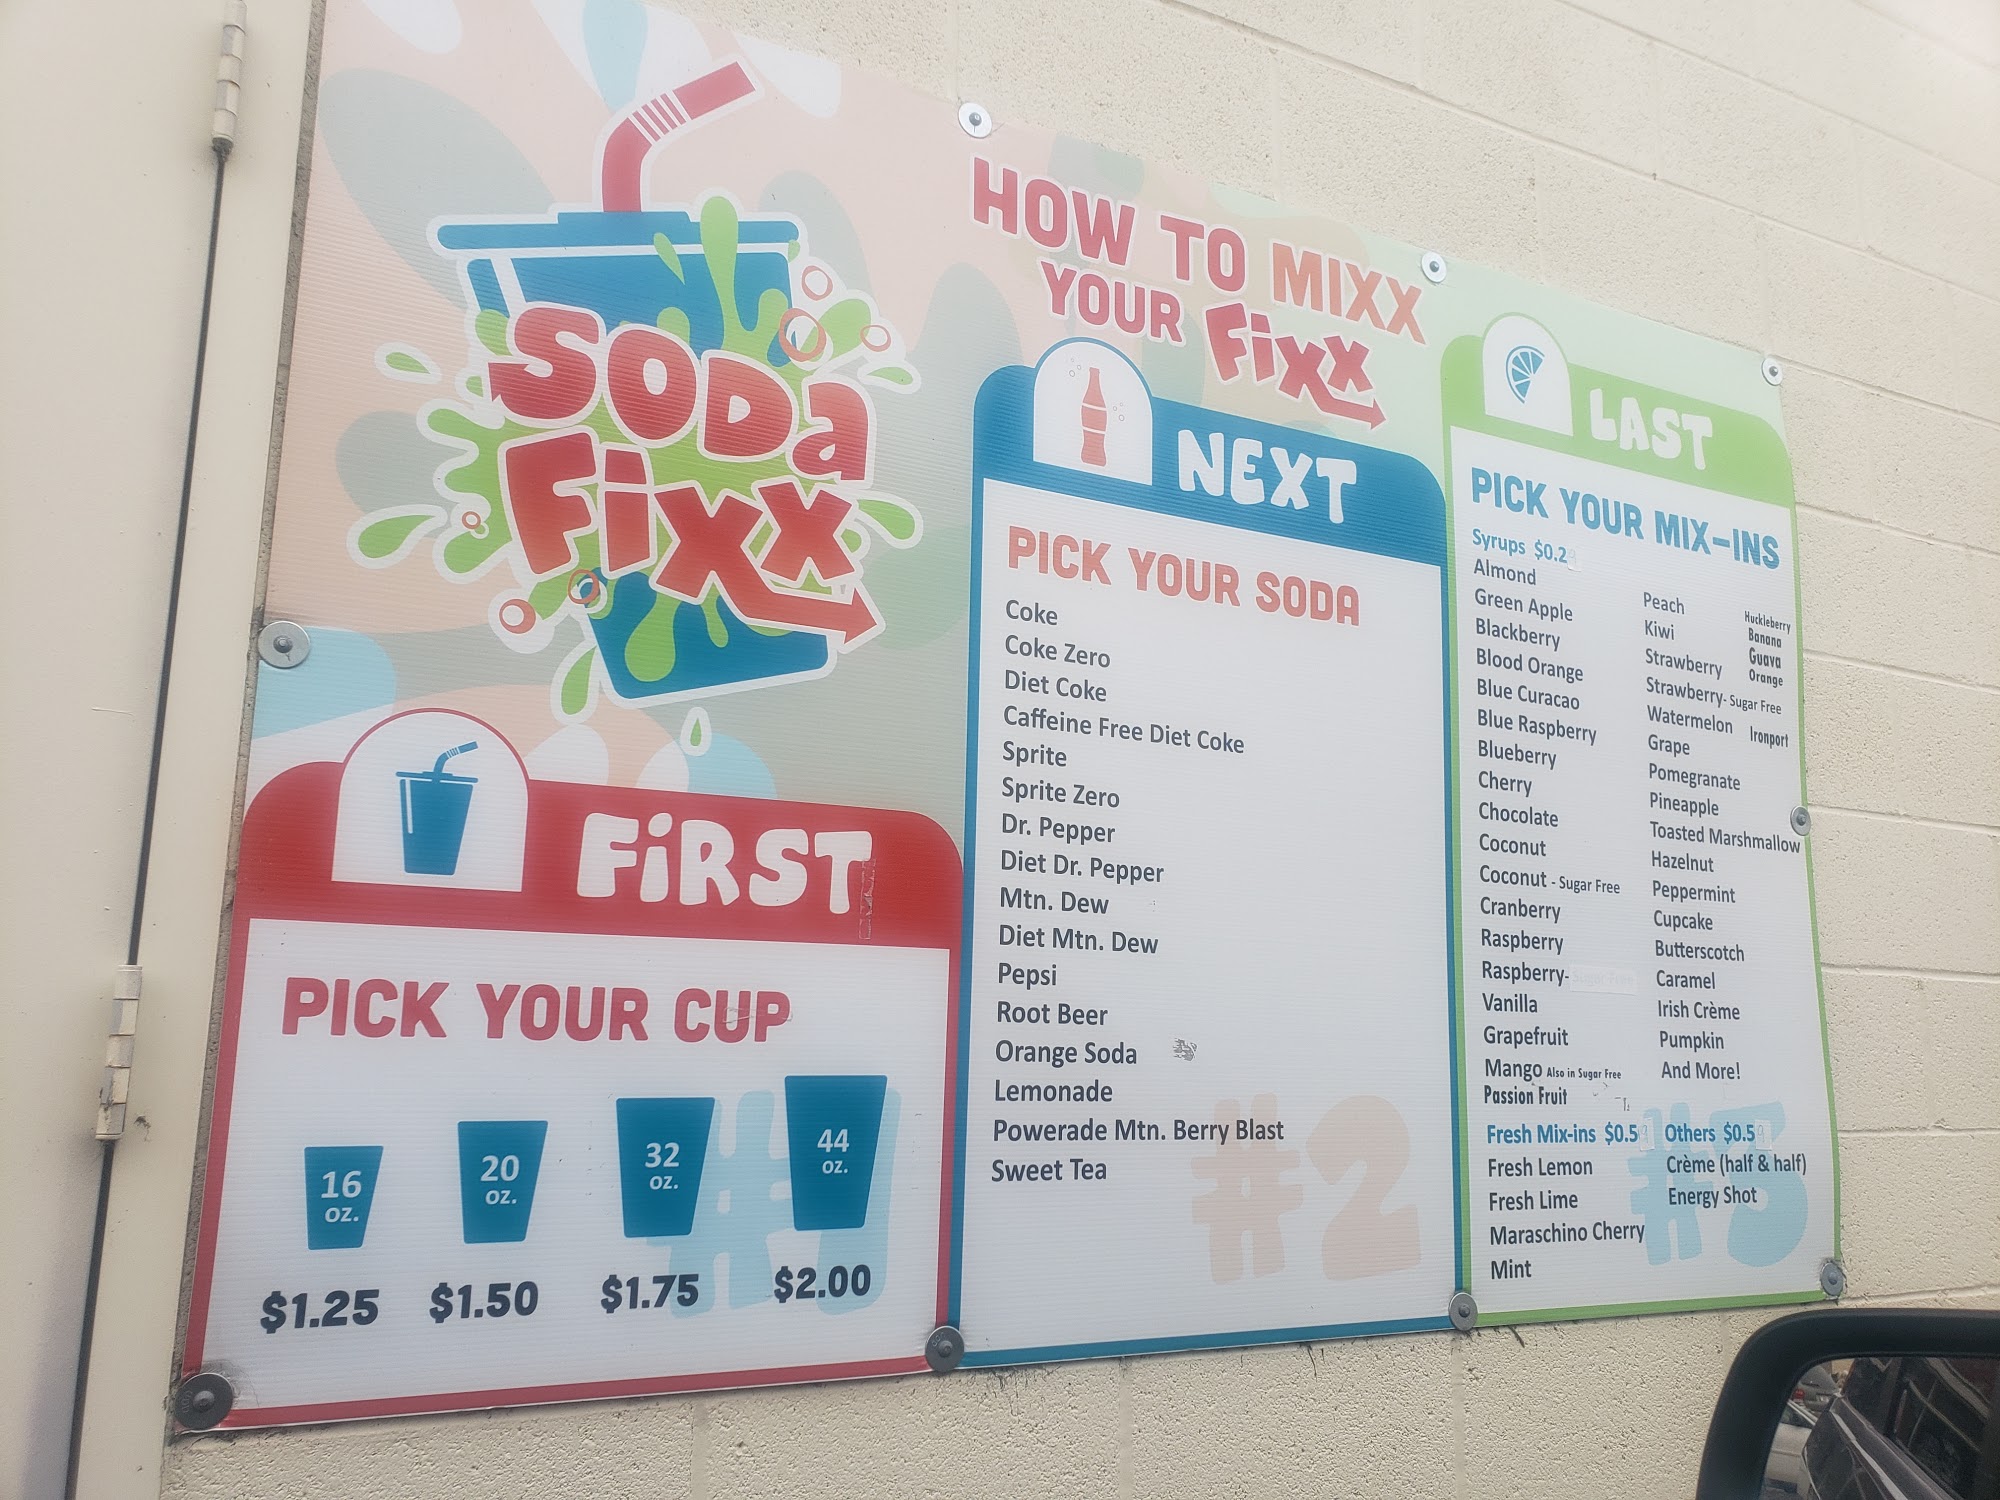 SODA
FiXX
HOW TO MIXX
YOUR FiXX
FiRST
PICK YOUR CUP
#1
16
OZ.
$1.25
20
OZ.
$1.50
32
OZ.
$1.75
44
OZ.
$2.00
NEXT
PICK YOUR SODA
Coke
Coke Zero
Diet Coke
Caffeine Free Diet Coke
Sprite
Sprite Zero
Dr. Pepper
Diet Dr. Pepper
Mtn. Dew
Diet Mtn. Dew
Pepsi
Root Beer
Orange Soda
Lemonade
Powerade Mtn. Berry Blast
Sweet Tea
#2
LAST
PICK YOUR MIX-INS
Syrups
Almond
Green Apple
Blackberry
Blood Orange
Blue Curacao
Blue Raspberry
Blueberry
Cherry
Chocolate
Coconut
Coconut - Sugar Free
Cranberry
Raspberry
Raspberry- Sugar Free
Vanilla
Grapefruit
Mango Also in Sugar Free
Passion Fruit
Peach
Kiwi
Strawberry
Strawberry- Sugar Free
Watermelon
Grape
Pomegranate
Pineapple
Toasted Marshmallow
Hazelnut
Peppermint
Cupcake
Butterscotch
Caramel
Irish Crème
Pumpkin
And More!
Huckleberry
Banana
Guava
Orange
Ironport
Fresh Mix-ins
Fresh Lemon
Fresh Lime
Maraschino Cherry
Mint
Others
Crème (half & half)
Energy Shot
#3